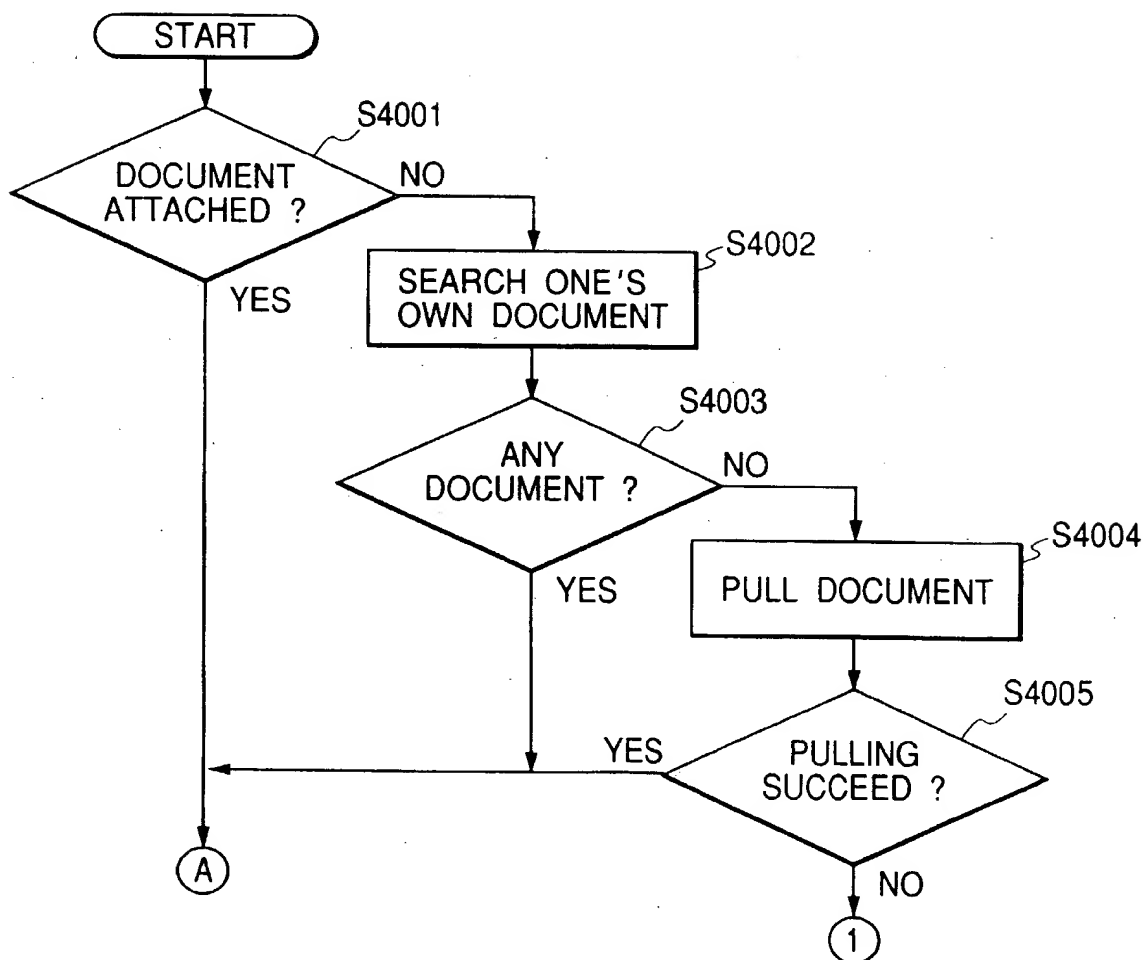 START
S4001
DOCUMENT
ATTACHED ?
NO
YES
S4002
SEARCH ONE'S
OWN DOCUMENT
S4003
ANY
DOCUMENT ?
NO
YES
S4004
PULL DOCUMENT
S4005
PULLING
SUCCEED ?
YES
NO
A
1